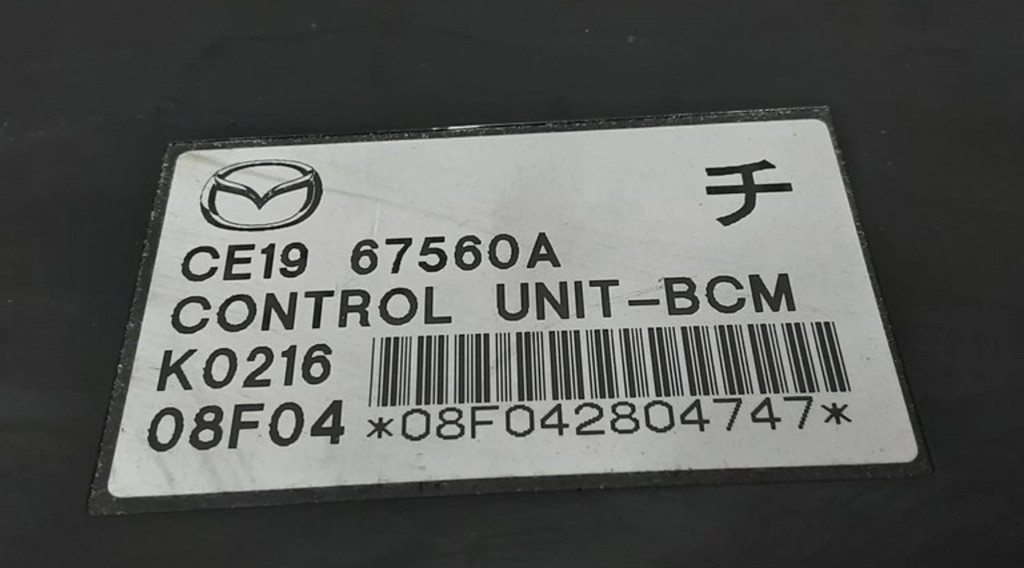 チ
CE19 67560A
CONTROL UNIT-BCM
K0216
08F04 *08F042804747*